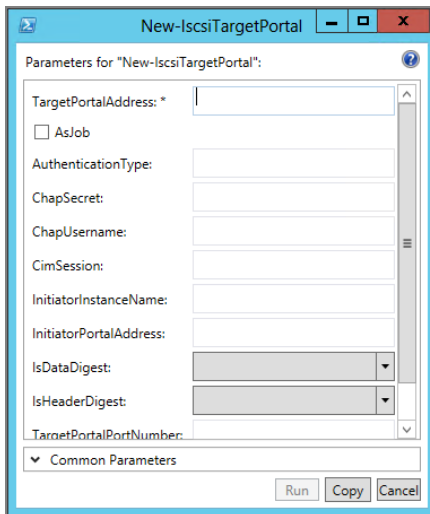 New-IscsiTargetPortal
Parameters for "New-IscsiTargetPortal":
TargetPortalAddress: *
AsJob
AuthenticationType:
ChapSecret:
ChapUsername:
CimSession:
InitiatorInstanceName:
InitiatorPortalAddress:
IsDataDigest:
IsHeaderDigest:
TargetPortalPortNumber:
Common Parameters
Run Copy Cancel